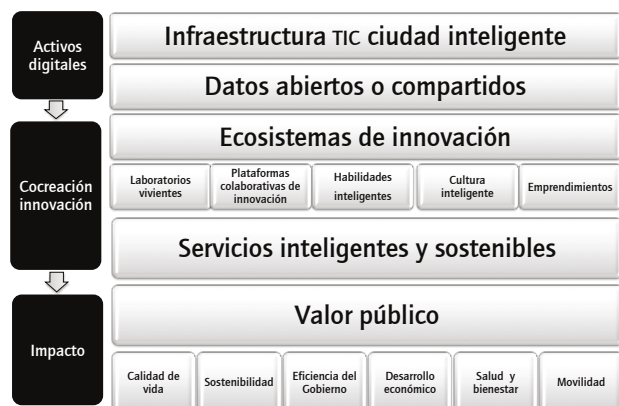 Activos
digitales
Infraestructura TIC ciudad inteligente
Datos abiertos o compartidos
Cocreación
innovación
Ecosistemas de innovación
Laboratorios
vivientes
Plataformas
colaborativas de
innovación
Habilidades
inteligentes
Cultura
inteligente
Emprendimientos
Servicios inteligentes y sostenibles
Impacto
Valor público
Calidad de
vida
Sostenibilidad
Eficiencia del
Gobierno
Desarrollo
económico
Salud y
bienestar
Movilidad